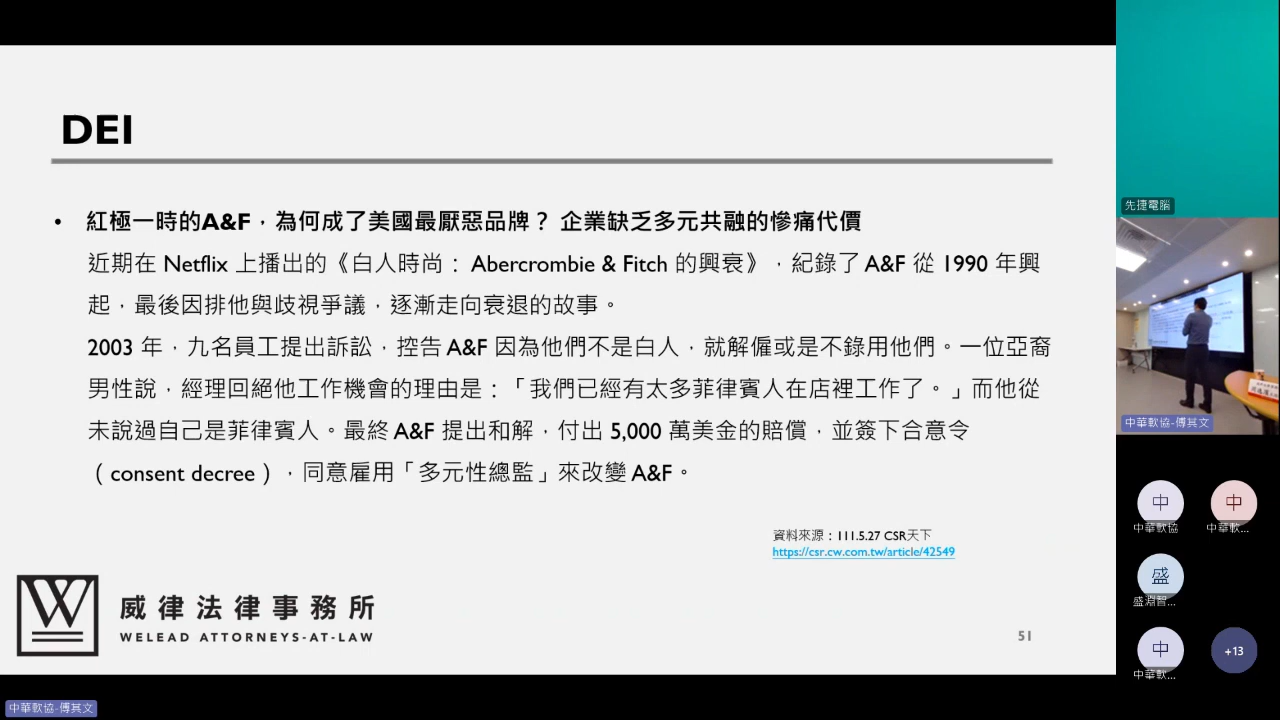 DEI
• 紅極一時的A&F，為何成了美國最厭惡品牌？ 企業缺乏多元共融的慘痛代價
近期在 Netflix 上播出的《白人時尚：Abercrombie & Fitch 的興衰》，紀錄了 A&F 從 1990 年興
起，最後因排他與歧視爭議，逐漸走向衰退的故事。
2003 年，九名員工提出訴訟，控告 A&F 因為他們不是白人，就解僱或是不錄用他們。一位亞裔
男性說，經理回絕他工作機會的理由是：「我們已經有太多菲律賓人在店裡工作了。」而他從
未說過自己是菲律賓人。最終 A&F 提出和解，付出 5,000 萬美金的賠償，並簽下合意令
（consent decree），同意雇用「多元性總監」來改變 A&F。
資料來源：111.5.27 CSR天下
https://csr.cw.com.tw/article/42549
W
威律法律事務所
WELEAD ATTORNEYS-AT-LAW
51
中華軟協-傅其文
先捷電腦
中華軟協-傅其文
中
中華軟協
中
中華軟...
盛
盛淵智...
中
中華軟...
+13